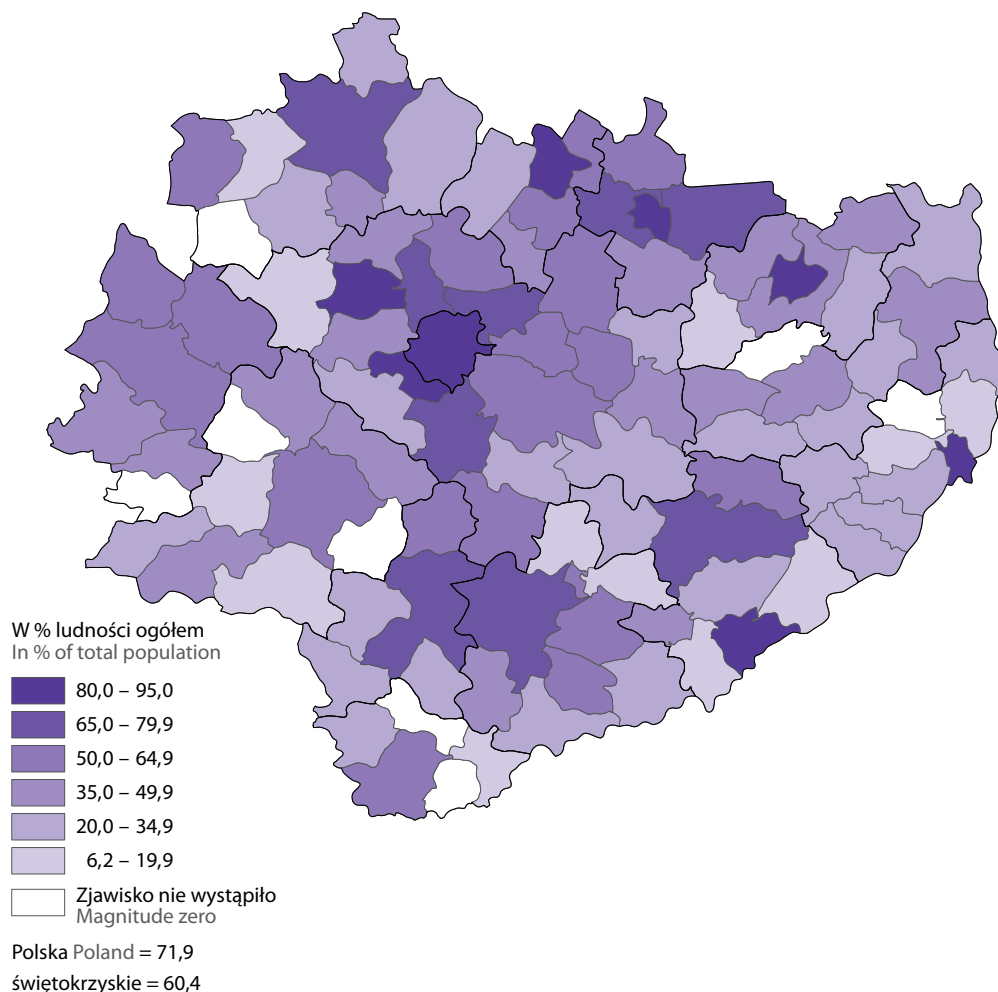 W % ludności ogółem
In % of total population
80,0 – 95,0
65,0 – 79,9
50,0 – 64,9
35,0 – 49,9
20,0 – 34,9
6,2 – 19,9
Zjawisko nie wystąpiło
Magnitude zero
Polska Poland = 71,9
świętokrzyskie = 60,4